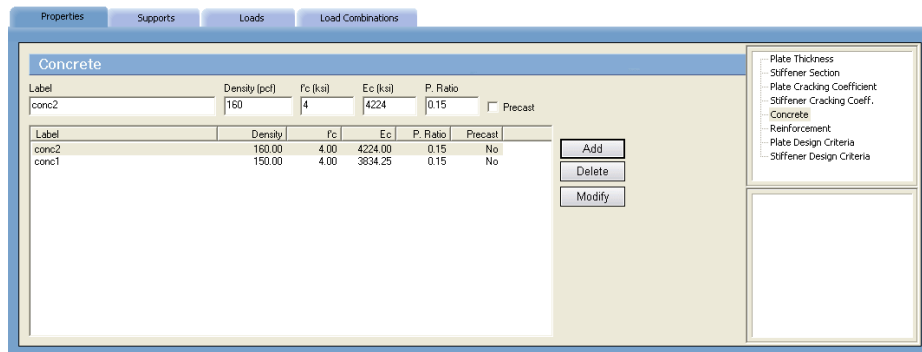 Properties Supports Loads Load Combinations
Concrete
Label Density (pcf) f'c (ksi) Ec (ksi) P. Ratio
conc2 160 4 4224 0.15 Precast
Label Density f'c Ec P. Ratio Precast
conc2 160.00 4.00 4224.00 0.15 No
conc1 150.00 4.00 3834.25 0.15 No
Add
Delete
Modify
Plate Thickness
Stiffener Section
Plate Cracking Coefficient
Stiffener Cracking Coeff.
Concrete
Reinforcement
Plate Design Criteria
Stiffener Design Criteria